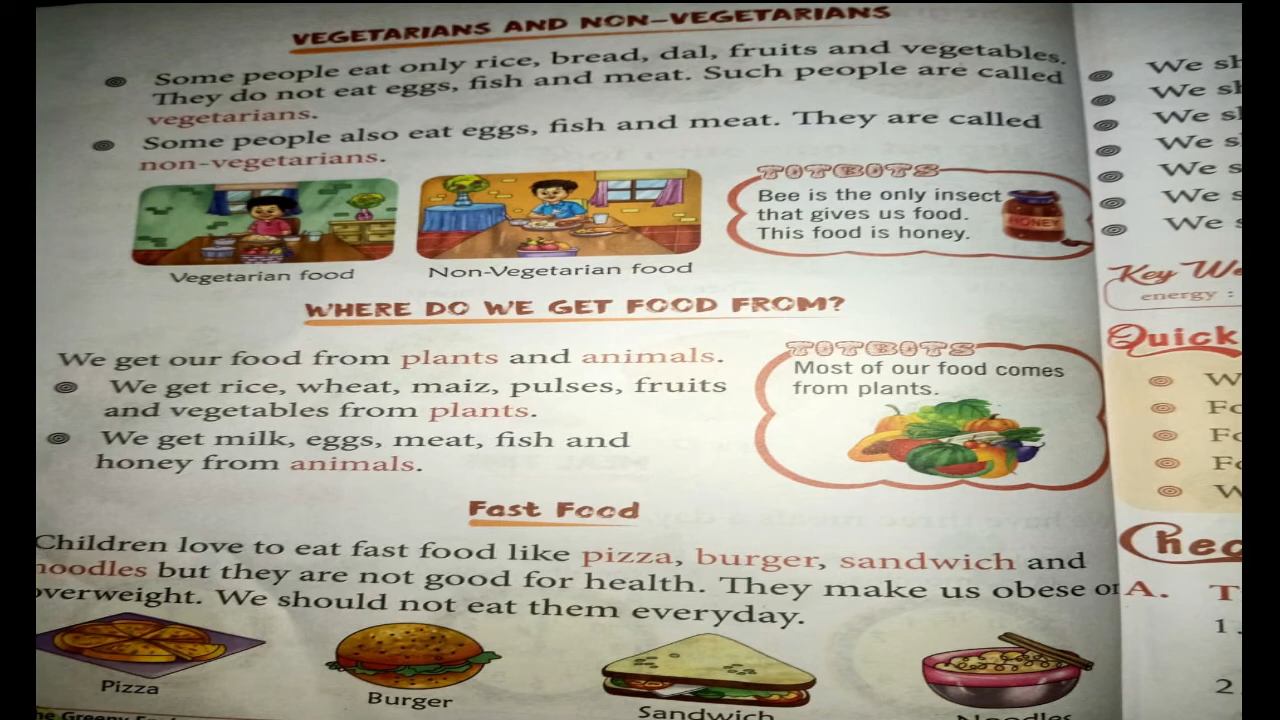 VEGETARIANS AND NON-VEGETARIANS
Some people eat only rice, bread, dal, fruits and vegetables.
They do not eat eggs, fish and meat. Such people are called
vegetarians.
Some people also eat eggs, fish and meat. They are called
non-vegetarians.
Vegetarian food
Non-Vegetarian food
TITBITS
Bee is the only insect
that gives us food.
This food is honey.
HONEY
WHERE DO WE GET FOOD FROM?
We get our food from plants and animals.
We get rice, wheat, maiz, pulses, fruits
and vegetables from plants.
We get milk, eggs, meat, fish and
honey from animals.
TITBITS
Most of our food comes
from plants.
Fast Food
Children love to eat fast food like pizza, burger, sandwich and
noodles but they are not good for health. They make us obese or
overweight. We should not eat them everyday.
Pizza
Burger
Sandwich
Noodles
We
We
We
We
We
We
We
Key
energy :
Quick
A.
1.
2